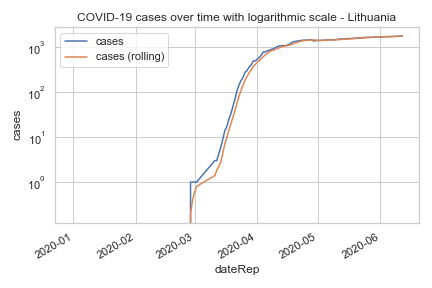 COVID-19 cases over time with logarithmic scale - Lithuania
cases
cases (rolling)
10³
10²
10¹
10⁰
cases
2020-01
2020-02
2020-03
2020-04
2020-05
2020-06
dateRep